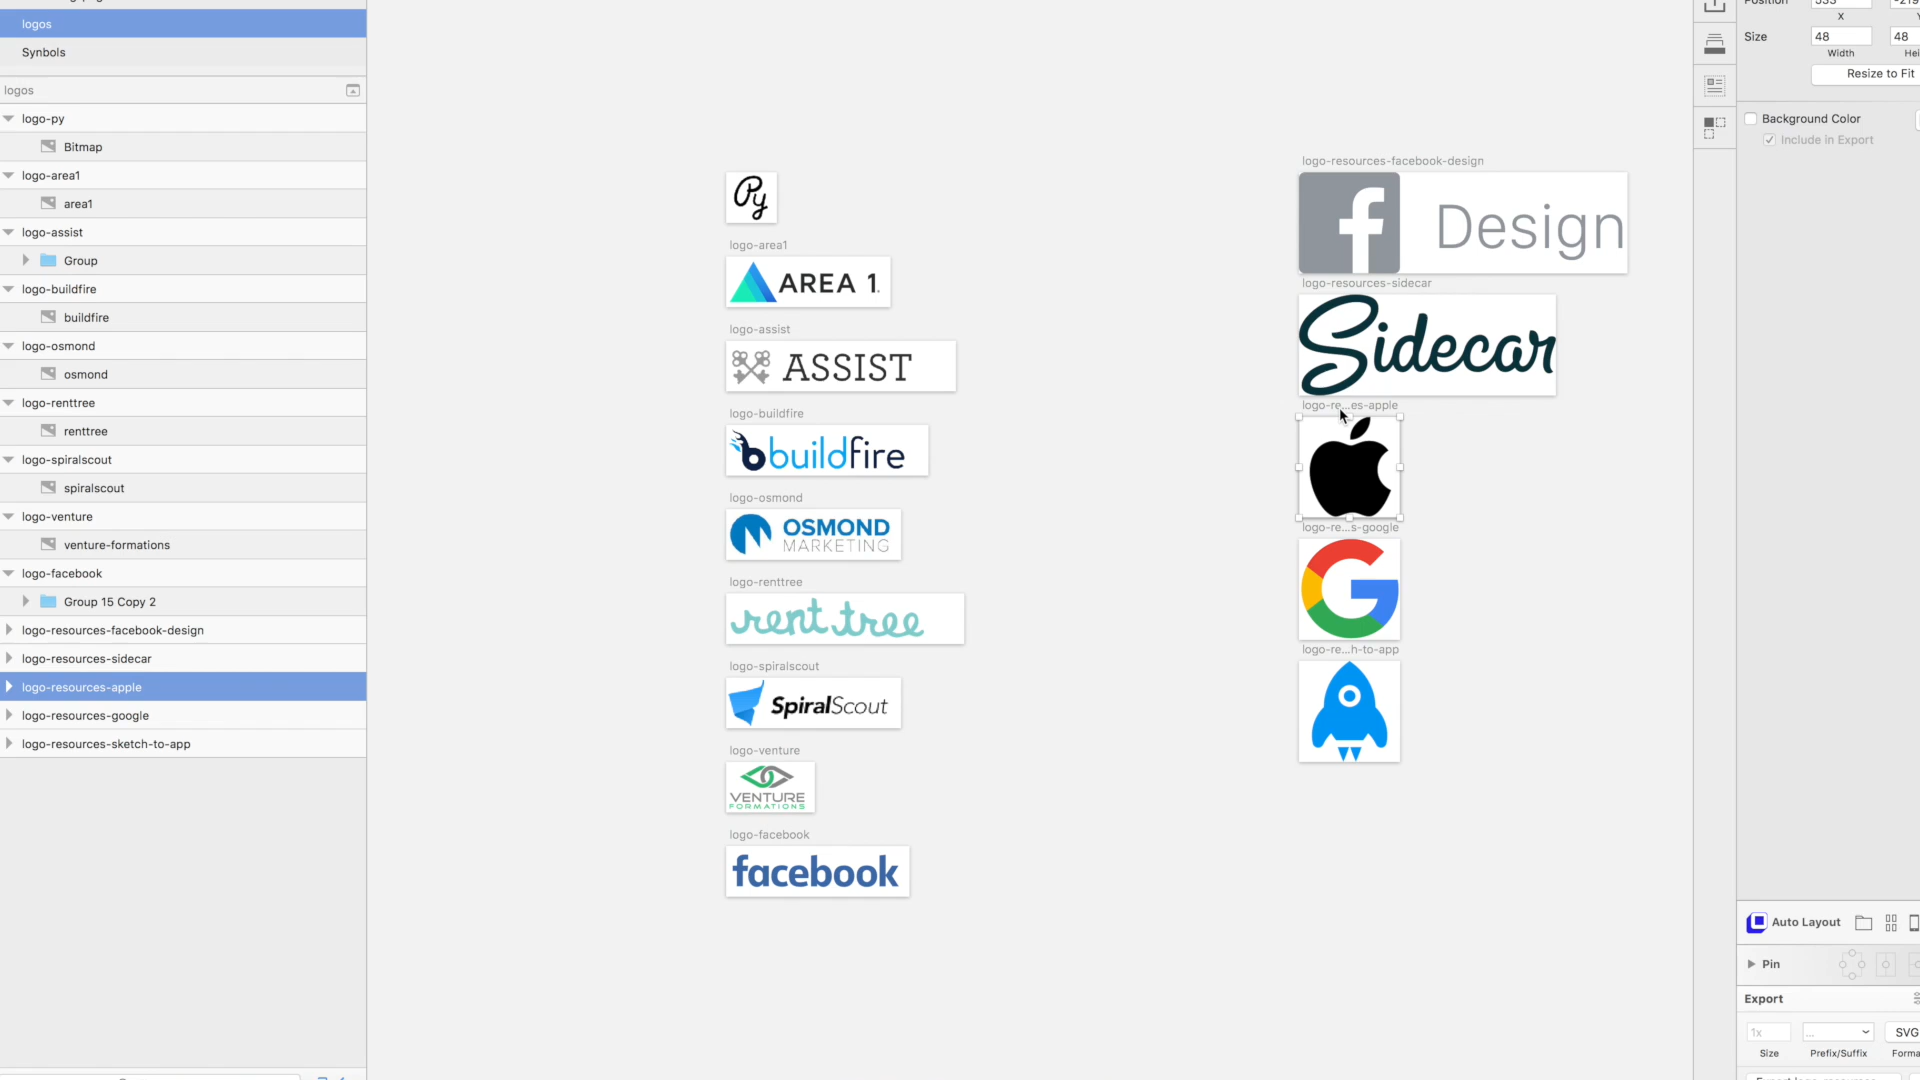 logos
Synbols
logos
logo-py
Bitmap
logo-area1
area1
logo-assist
Group
logo-buildfire
buildfire
logo-osmond
osmond
logo-renttree
renttree
logo-spiralscout
spiralscout
logo-venture
venture-formations
logo-facebook
Group 15 Copy 2
logo-resources-facebook-design
logo-resources-sidecar
logo-resources-apple
logo-resources-google
logo-resources-sketch-to-app
Py
logo-area1
AREA 1.
logo-assist
ASSIST
logo-buildfire
buildfire
logo-osmond
OSMOND
MARKETING
logo-renttree
rent tree
logo-spiralscout
SpiralScout
logo-venture
VENTURE
FORMATIONS
logo-facebook
facebook
logo-resources-facebook-design
f Design
logo-resources-sidecar
Sidecar
logo-re...es-apple
logo-re...s-google
G
logo-re...h-to-app
Position
X
Size 48 48
Width Hei
Resize to Fit
Background Color
Include in Export
Auto Layout
Pin
Export
1x ... SVG
Size Prefix/Suffix Forma